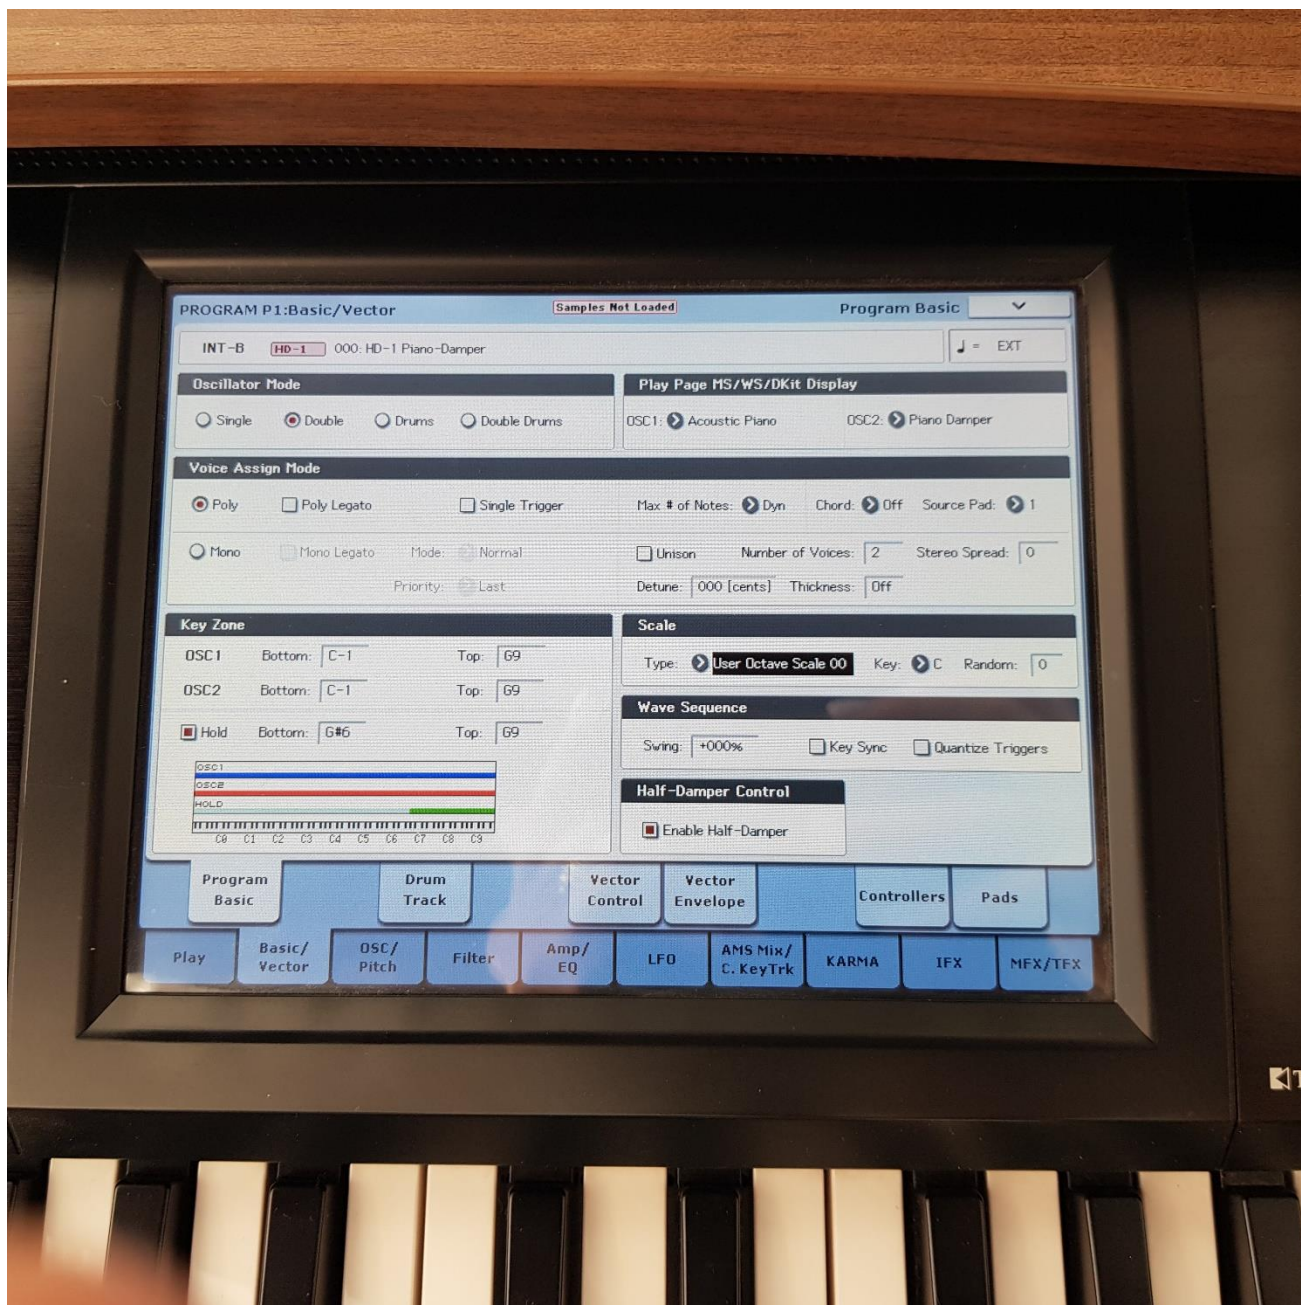 PROGRAM P1:Basic/Vector Samples Not Loaded Program Basic
INT-B HD-1 000: HD-1 Piano-Damper ♩ = EXT
Oscillator Mode
Single Double Drums Double Drums
Play Page MS/WS/DKit Display
OSC1: Acoustic Piano OSC2: Piano Damper
Voice Assign Mode
Poly Poly Legato Single Trigger Max # of Notes: Dyn Chord: Off Source Pad: 1
Mono Mono Legato Mode: Normal Unison Number of Voices: 2 Stereo Spread: 0
Priority: Last Detune: 000 [cents] Thickness: Off
Key Zone
OSC1 Bottom: C-1 Top: G9
OSC2 Bottom: C-1 Top: G9
Hold Bottom: G#6 Top: G9
OSC1
OSC2
HOLD
C0 C1 C2 C3 C4 C5 C6 C7 C8 C9
Scale
Type: User Octave Scale 00 Key: C Random: 0
Wave Sequence
Swing: +000% Key Sync Quantize Triggers
Half-Damper Control
Enable Half-Damper
Program Basic
Drum Track
Vector Control
Vector Envelope
Controllers
Pads
Play
Basic/ Vector
OSC/ Pitch
Filter
Amp/ EQ
LFO
AMS Mix/ C. KeyTrk
KARMA
IFX
MFX/TFX